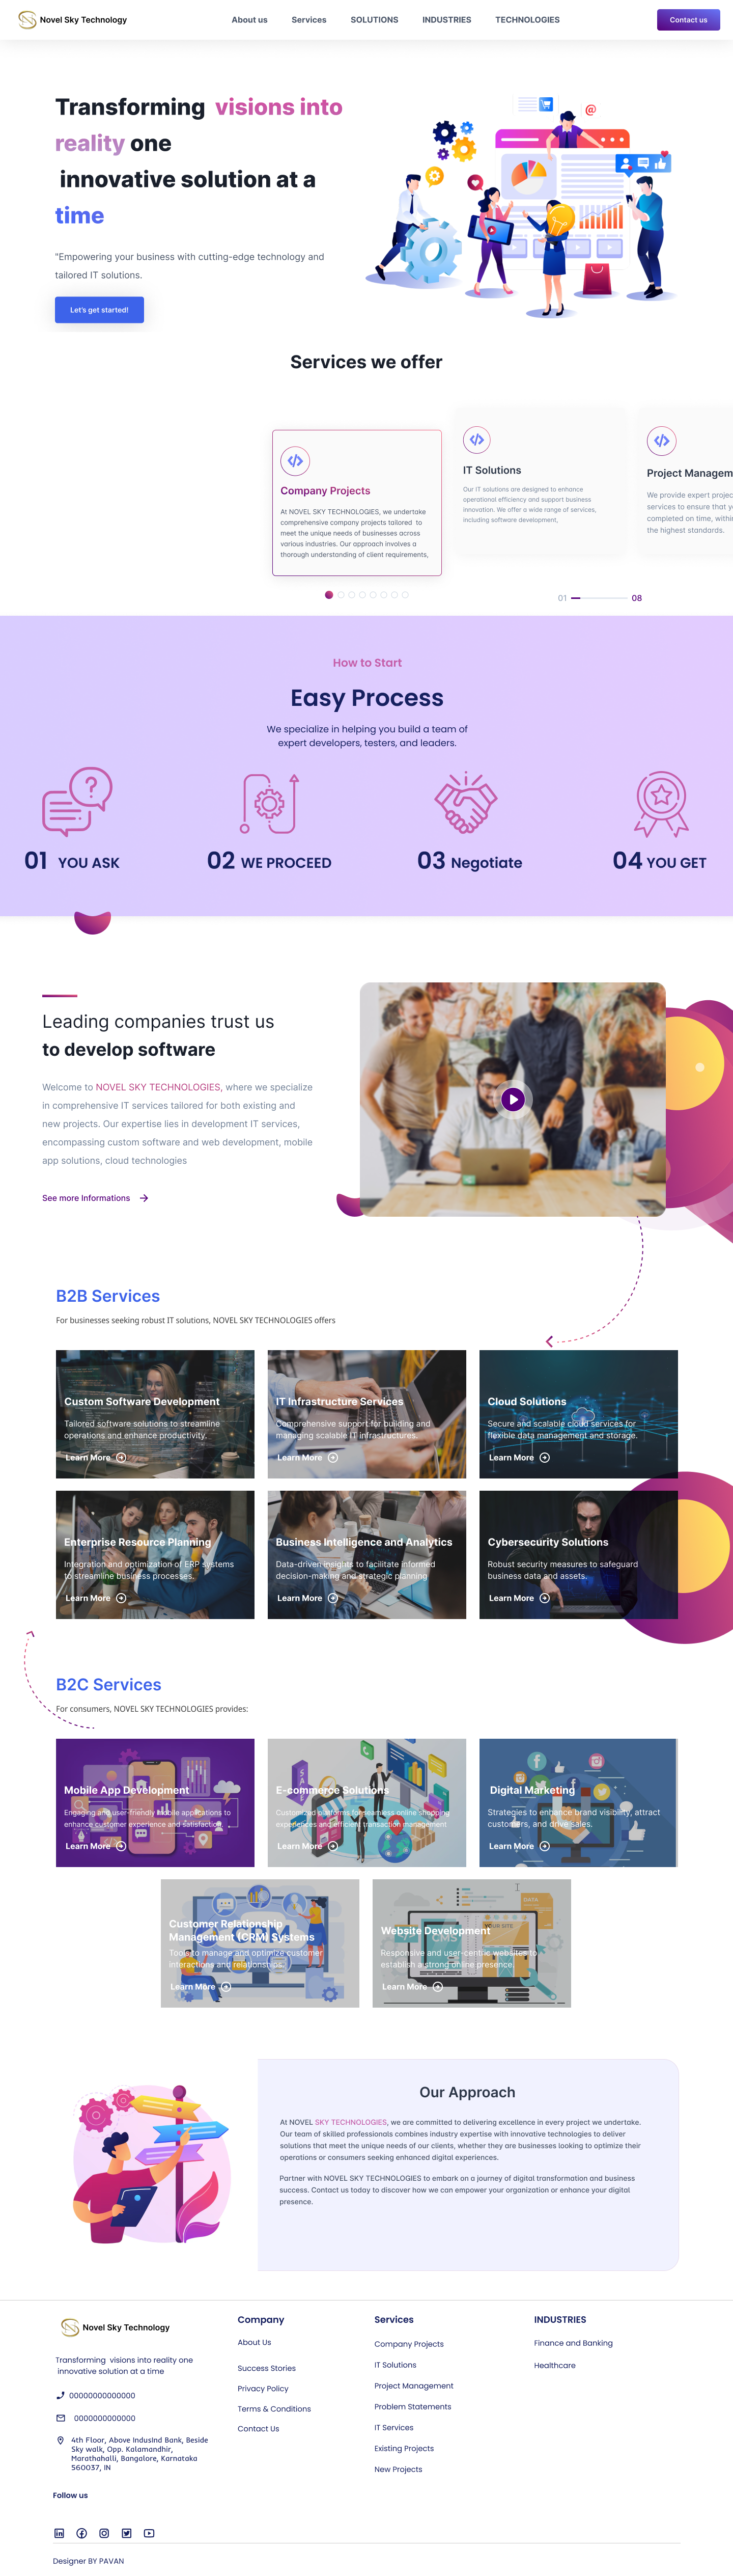 Novel Sky Technology
About us
Services
SOLUTIONS
INDUSTRIES
TECHNOLOGIES
Contact us
Transforming visions into
reality one
innovative solution at a
time
"Empowering your business with cutting-edge technology and
tailored IT solutions.
Let's get started!
Services we offer
Company Projects
At NOVEL SKY TECHNOLOGIES, we undertake
comprehensive company projects tailored to
meet the unique needs of businesses across
various industries. Our approach involves a
thorough understanding of client requirements,
IT Solutions
Our IT solutions are designed to enhance
operational efficiency and support business
innovation. We offer a wide range of services,
including software development,
Project Managem
We provide expert projec
services to ensure that y
completed on time, withi
the highest standards.
01
08
How to Start
Easy Process
We specialize in helping you build a team of
expert developers, testers, and leaders.
01 YOU ASK
02 WE PROCEED
03 Negotiate
04 YOU GET
Leading companies trust us
to develop software
Welcome to NOVEL SKY TECHNOLOGIES, where we specialize
in comprehensive IT services tailored for both existing and
new projects. Our expertise lies in development IT services,
encompassing custom software and web development, mobile
app solutions, cloud technologies
See more Informations
B2B Services
For businesses seeking robust IT solutions, NOVEL SKY TECHNOLOGIES offers
Custom Software Development
Tailored software solutions to streamline
operations and enhance productivity.
Learn More
IT Infrastructure Services
Comprehensive support for building and
managing scalable IT infrastructures.
Learn More
Cloud Solutions
Secure and scalable cloud services for
flexible data management and storage.
Learn More
Enterprise Resource Planning
Integration and optimization of ERP systems
to streamline business processes.
Learn More
Business Intelligence and Analytics
Data-driven insights to facilitate informed
decision-making and strategic planning
Learn More
Cybersecurity Solutions
Robust security measures to safeguard
business data and assets.
Learn More
B2C Services
For consumers, NOVEL SKY TECHNOLOGIES provides:
Mobile App Development
Engaging and user-friendly mobile applications to
enhance customer experience and satisfaction.
Learn More
E-commerce Solutions
Customized platforms for seamless online shopping
experiences and efficient transaction management
Learn More
Digital Marketing
Strategies to enhance brand visibility, attract
customers, and drive sales.
Learn More
Customer Relationship
Management (CRM) Systems
Tools to manage and optimize customer
interactions and relationships.
Learn More
CRM
Website Development
Responsive and user-centric websites to
establish a strong online presence.
Learn More
CMS
YOUR SITE
DATA
Our Approach
At NOVEL SKY TECHNOLOGIES, we are committed to delivering excellence in every project we undertake.
Our team of skilled professionals combines industry expertise with innovative technologies to deliver
solutions that meet the unique needs of our clients, whether they are businesses looking to optimize their
operations or consumers seeking enhanced digital experiences.
Partner with NOVEL SKY TECHNOLOGIES to embark on a journey of digital transformation and business
success. Contact us today to discover how we can empower your organization or enhance your digital
presence.
Novel Sky Technology
Transforming visions into reality one
innovative solution at a time
00000000000000
0000000000000
4th Floor, Above IndusInd Bank, Beside
Sky walk, Opp. Kalamandhir,
Marathahalli, Bangalore, Karnataka
560037, IN
Follow us
Company
About Us
Success Stories
Privacy Policy
Terms & Conditions
Contact Us
Services
Company Projects
IT Solutions
Project Management
Problem Statements
IT Services
Existing Projects
New Projects
INDUSTRIES
Finance and Banking
Healthcare
Designer BY PAVAN